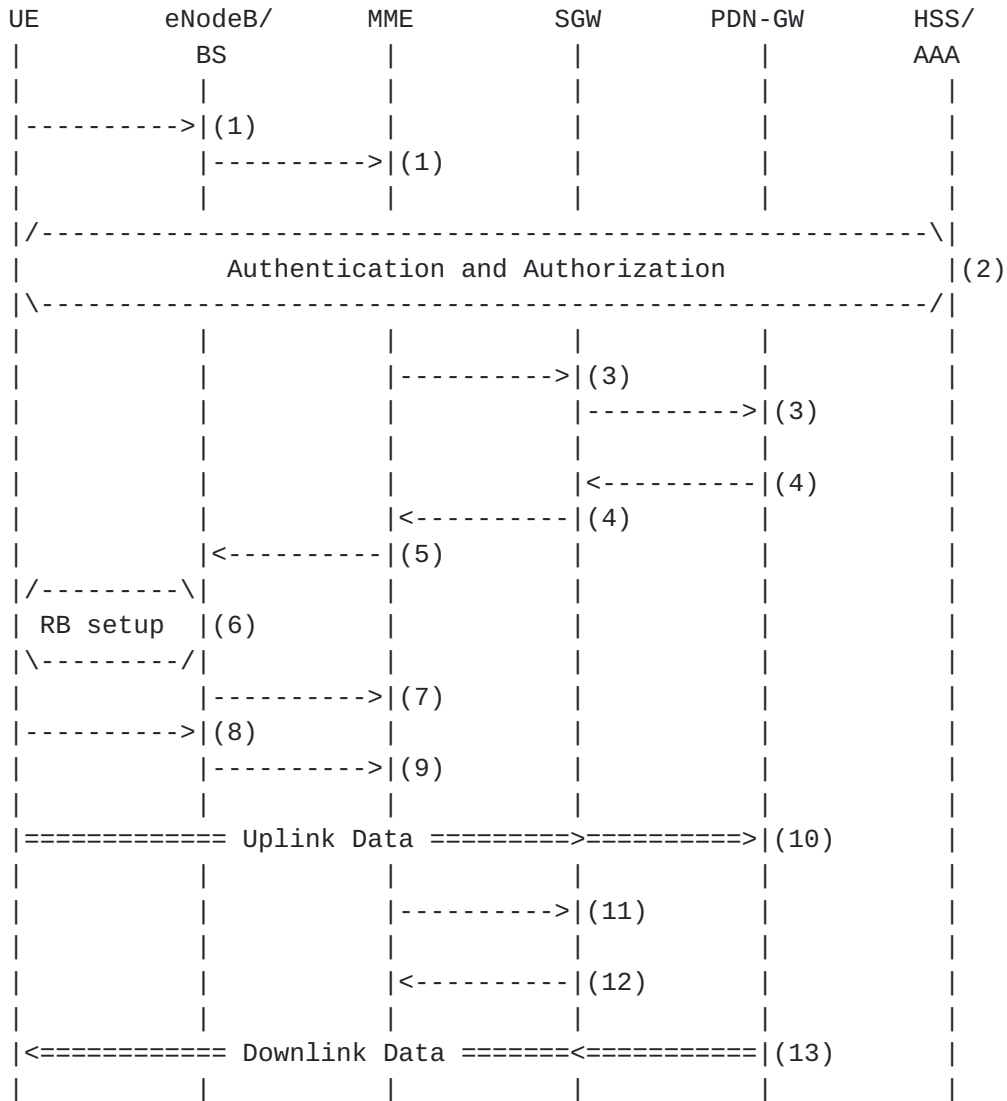 UE eNodeB/ MME SGW PDN-GW HSS/
| BS | | | AAA
| | | | | |
|---------->|(1) | | | |
| |---------->|(1) | | |
| | | | | |
|/---------------------------------------------------------\|
| Authentication and Authorization |(2)
|\---------------------------------------------------------/|
| | | | | |
| | |---------->|(3) | |
| | | |---------->|(3) |
| | | | | |
| | | |<----------|(4) |
| | |<----------|(4) | |
| |<----------|(5) | | |
|/---------\| | | | |
| RB setup |(6) | | | |
|\---------/| | | | |
| |---------->|(7) | | |
|---------->|(8) | | | |
| |---------->|(9) | | |
| | | | | |
|============= Uplink Data =========>==========>|(10) |
| | | | | |
| | |---------->|(11) | |
| | | | | |
| | |<----------|(12) | |
| | | | | |
|<============ Downlink Data =======<===========|(13) |
| | | | | |